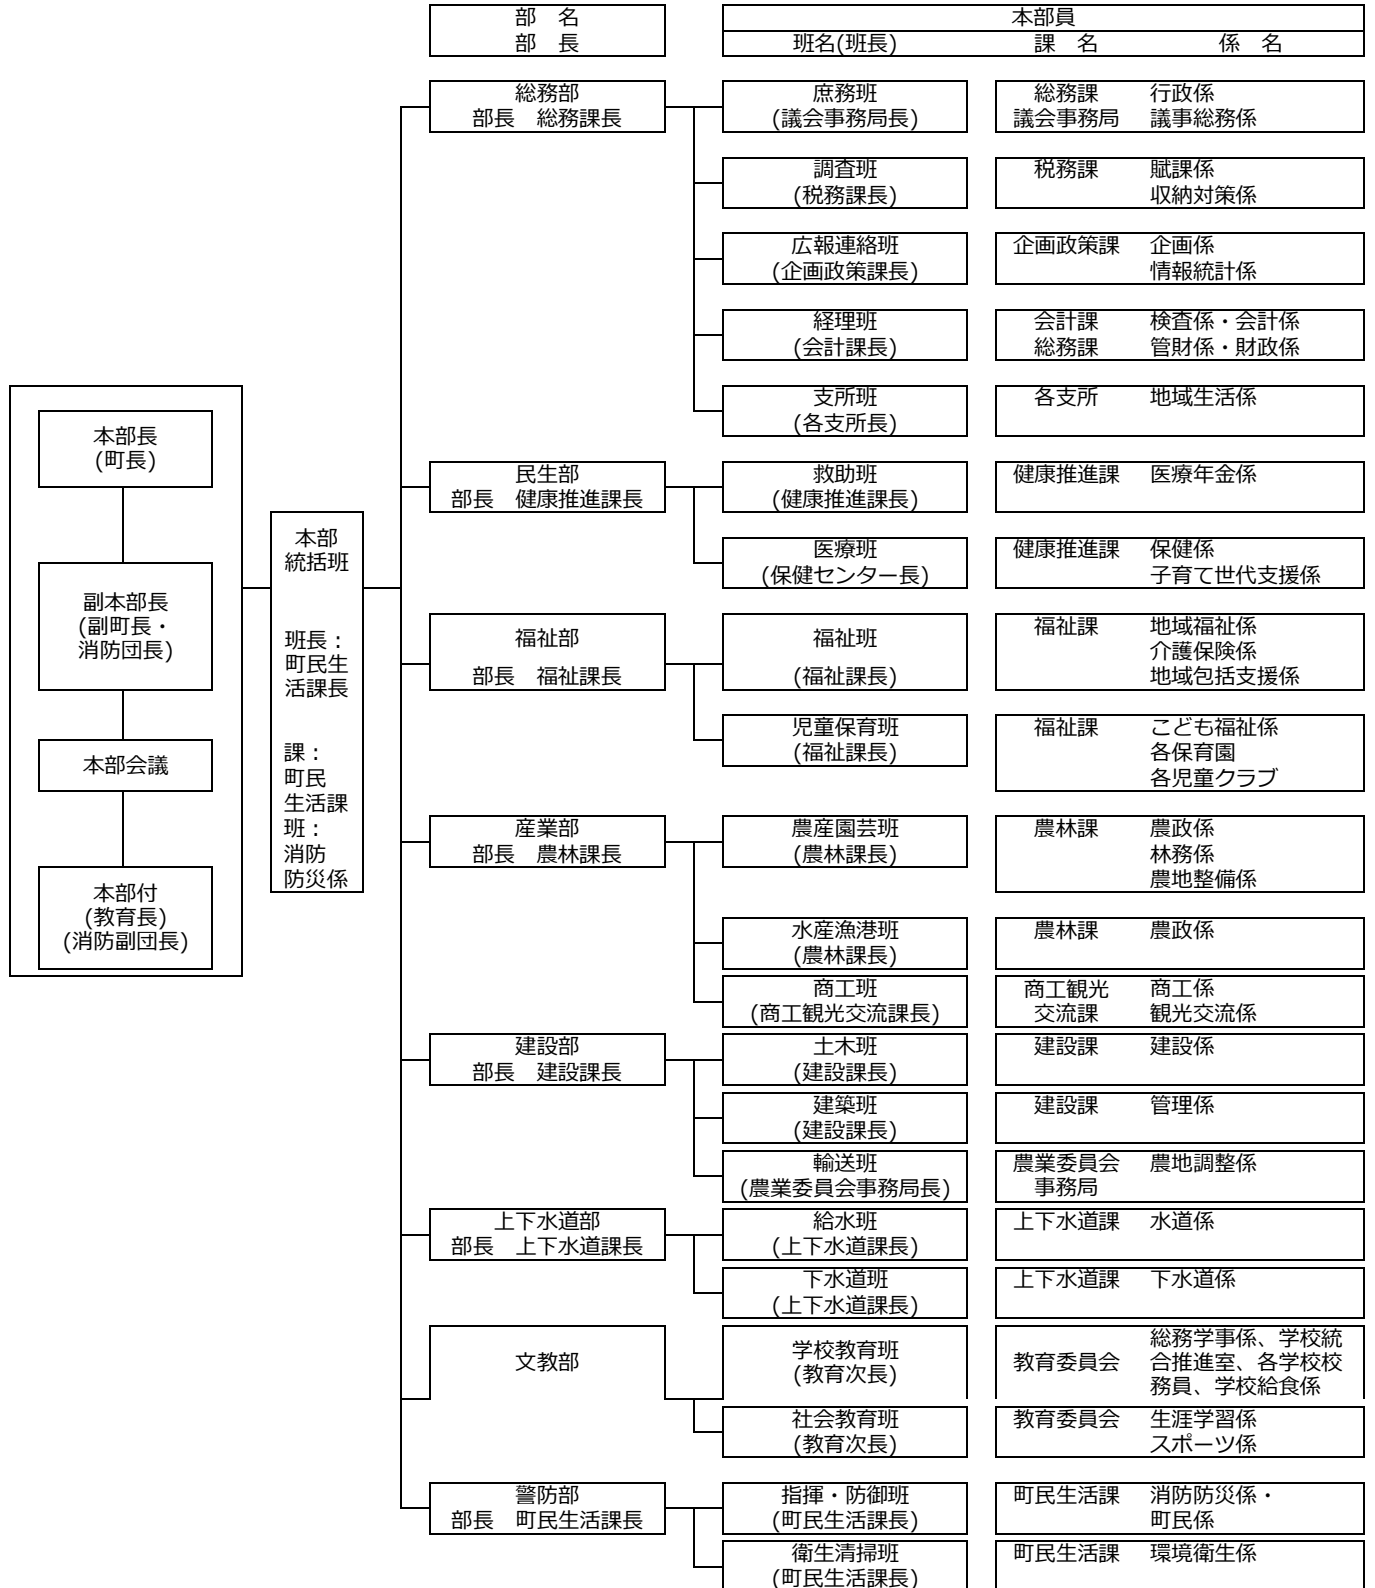 部　名
部　長
本部員
班名(班長)　課　名　係　名
本部長
(町長)
副本部長
(副町長・
消防団長)
本部会議
本部付
(教育長)
(消防副団長)
本部
統括班
班長：
町民生
活課長
課：
町民
生活課
班：
消防
防災係
総務部
部長　総務課長
庶務班
(議会事務局長)
総務課　行政係
議会事務局　議事総務係
調査班
(税務課長)
税務課　賦課係
収納対策係
広報連絡班
(企画政策課長)
企画政策課　企画係
情報統計係
経理班
(会計課長)
会計課　検査係・会計係
総務課　管財係・財政係
支所班
(各支所長)
各支所　地域生活係
民生部
部長　健康推進課長
救助班
(健康推進課長)
健康推進課　医療年金係
医療班
(保健センター長)
健康推進課　保健係
子育て世代支援係
福祉部
部長　福祉課長
福祉班
(福祉課長)
福祉課　地域福祉係
介護保険係
地域包括支援係
児童保育班
(福祉課長)
福祉課　こども福祉係
各保育園
各児童クラブ
産業部
部長　農林課長
農産園芸班
(農林課長)
農林課　農政係
林務係
農地整備係
水産漁港班
(農林課長)
農林課　農政係
商工班
(商工観光交流課長)
商工観光　商工係
交流課　観光交流係
建設部
部長　建設課長
土木班
(建設課長)
建設課　建設係
建築班
(建設課長)
建設課　管理係
輸送班
(農業委員会事務局長)
農業委員会　農地調整係
事務局
上下水道部
部長　上下水道課長
給水班
(上下水道課長)
上下水道課　水道係
下水道班
(上下水道課長)
上下水道課　下水道係
文教部
学校教育班
(教育次長)
総務学事係、学校統
教育委員会　合推進室、各学校校
務員、学校給食係
社会教育班
(教育次長)
教育委員会　生涯学習係
スポーツ係
警防部
部長　町民生活課長
指揮・防御班
(町民生活課長)
町民生活課　消防防災係・
町民係
衛生清掃班
(町民生活課長)
町民生活課　環境衛生係